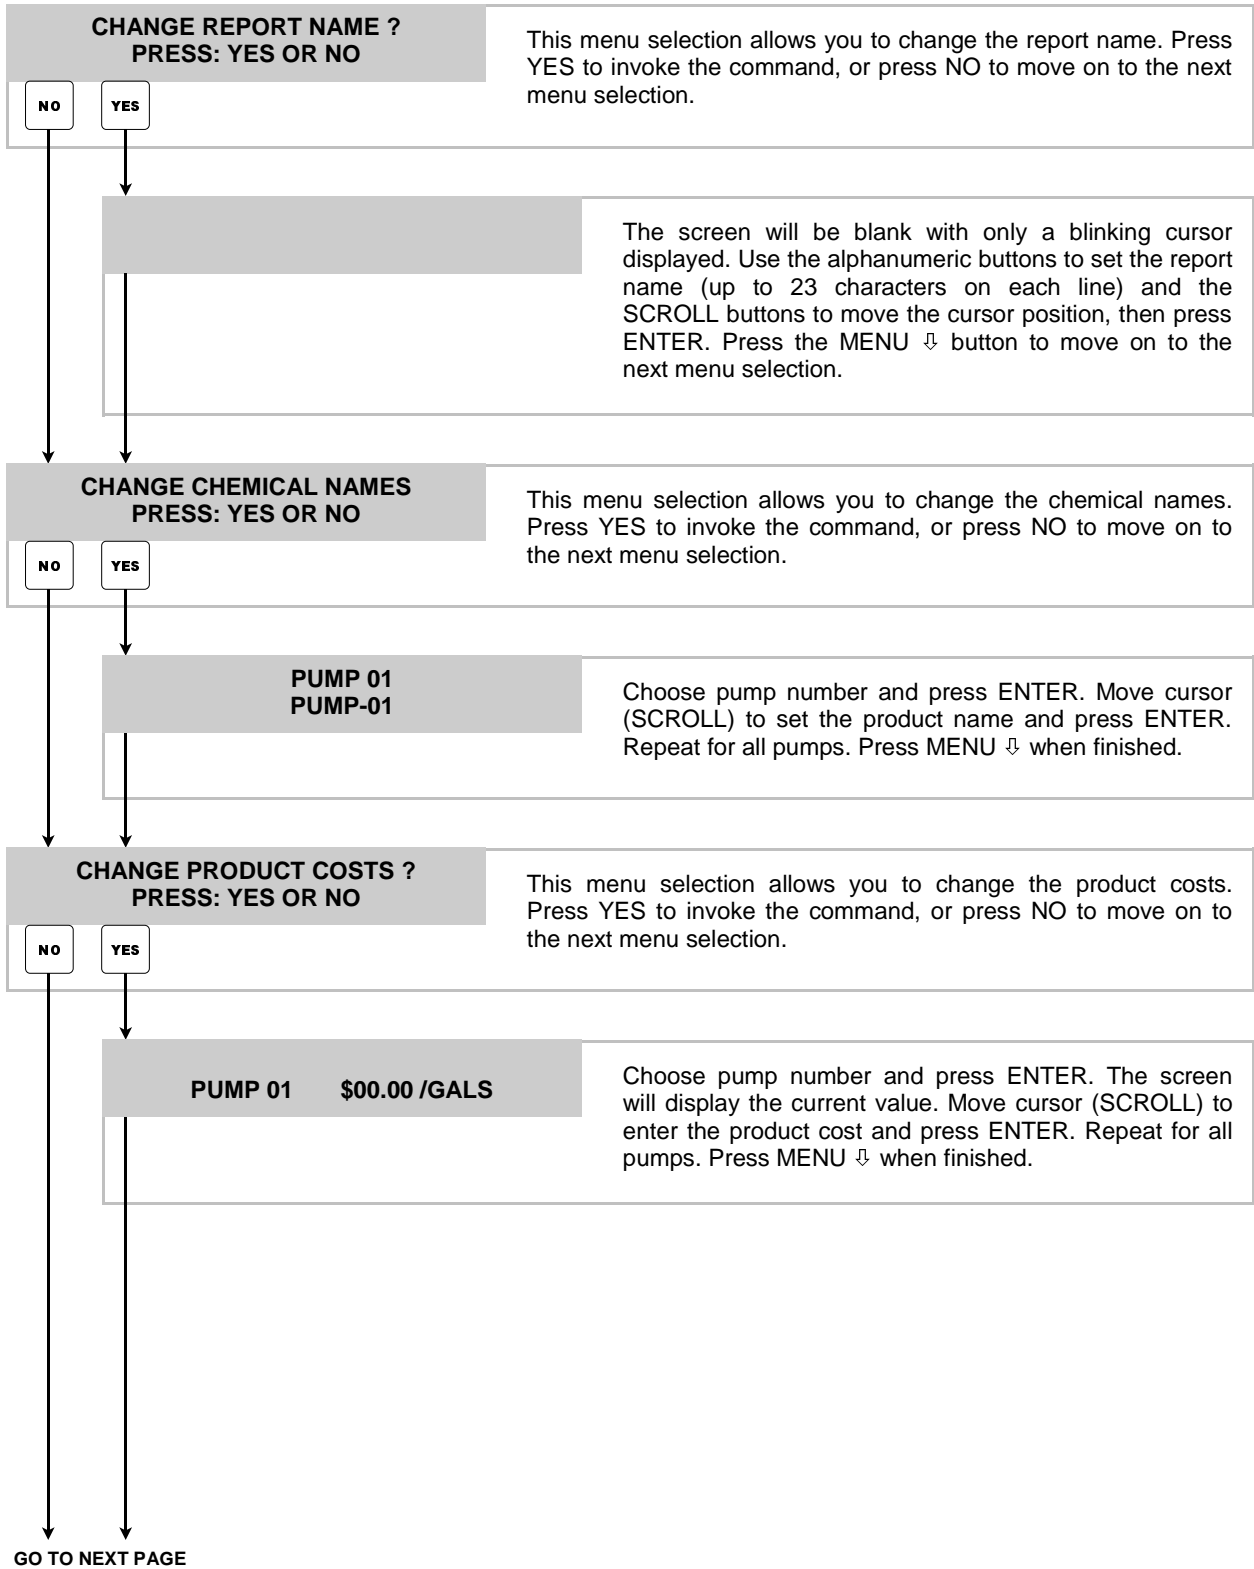 CHANGE REPORT NAME ?
PRESS: YES OR NO
NO YES
This menu selection allows you to change the report name. Press
YES to invoke the command, or press NO to move on to the next
menu selection.
The screen will be blank with only a blinking cursor
displayed. Use the alphanumeric buttons to set the report
name (up to 23 characters on each line) and the
SCROLL buttons to move the cursor position, then press
ENTER. Press the MENU ⇩ button to move on to the
next menu selection.
CHANGE CHEMICAL NAMES
PRESS: YES OR NO
NO YES
This menu selection allows you to change the chemical names.
Press YES to invoke the command, or press NO to move on to
the next menu selection.
PUMP 01
PUMP-01
Choose pump number and press ENTER. Move cursor
(SCROLL) to set the product name and press ENTER.
Repeat for all pumps. Press MENU ⇩ when finished.
CHANGE PRODUCT COSTS ?
PRESS: YES OR NO
NO YES
This menu selection allows you to change the product costs.
Press YES to invoke the command, or press NO to move on to
the next menu selection.
PUMP 01 $00.00 /GALS
Choose pump number and press ENTER. The screen
will display the current value. Move cursor (SCROLL) to
enter the product cost and press ENTER. Repeat for all
pumps. Press MENU ⇩ when finished.
GO TO NEXT PAGE